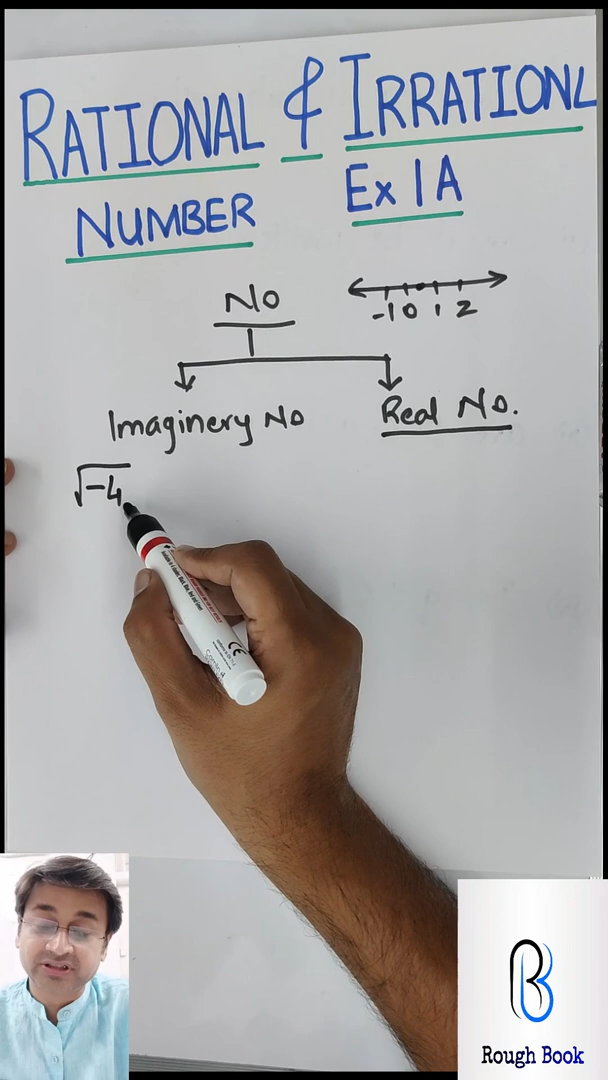 RATIONAL & IRRATIONL
NUMBER Ex 1A
No
-1 0 1 2
Imaginery No Real No.
√-4
Rough Book